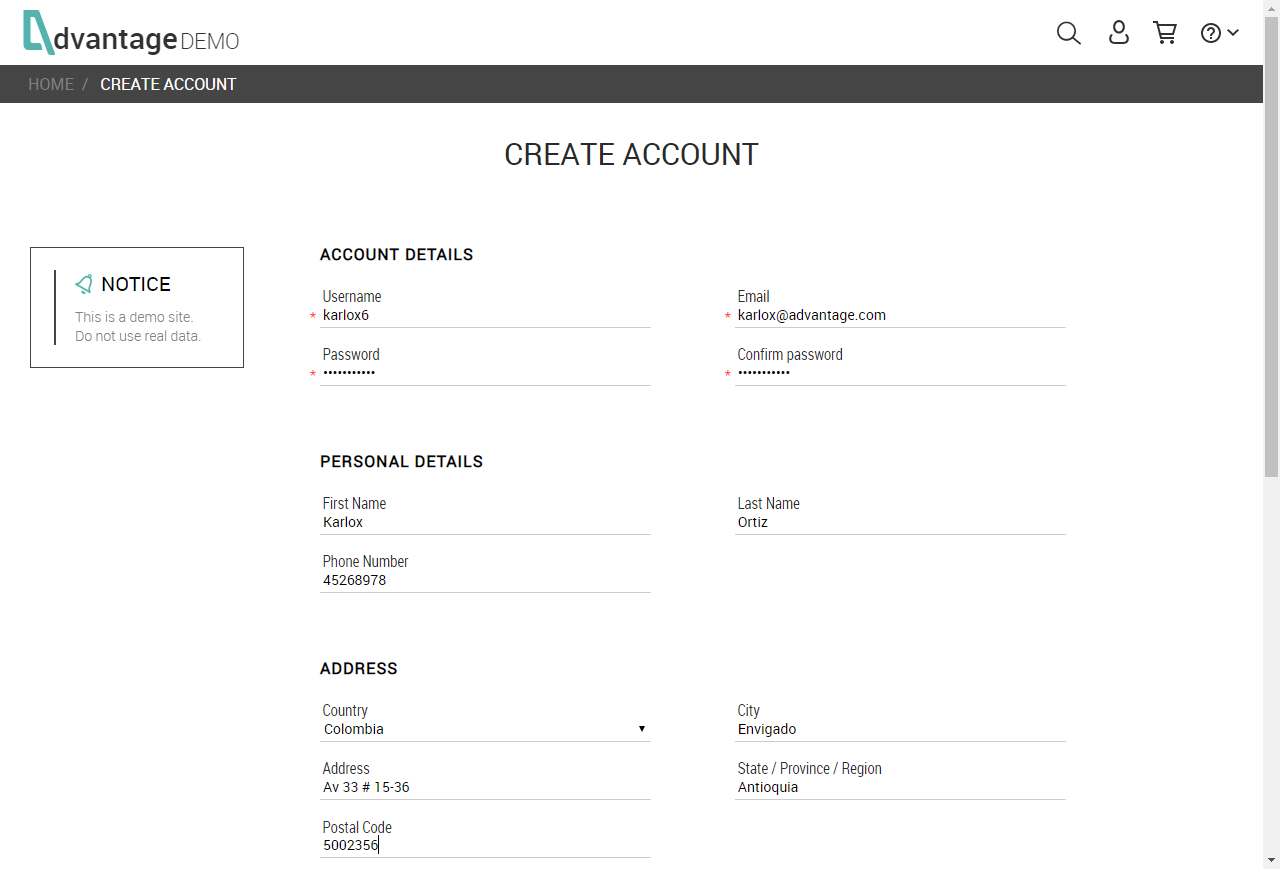 Advantage DEMO
HOME / CREATE ACCOUNT
CREATE ACCOUNT
NOTICE
This is a demo site.
Do not use real data.
ACCOUNT DETAILS
Username
* karlox6
Email
* karlox@advantage.com
Password
* •••••••••••
Confirm password
* •••••••••••
PERSONAL DETAILS
First Name
Karlox
Last Name
Ortiz
Phone Number
45268978
ADDRESS
Country
Colombia
City
Envigado
Address
Av 33 # 15-36
State / Province / Region
Antioquia
Postal Code
5002356